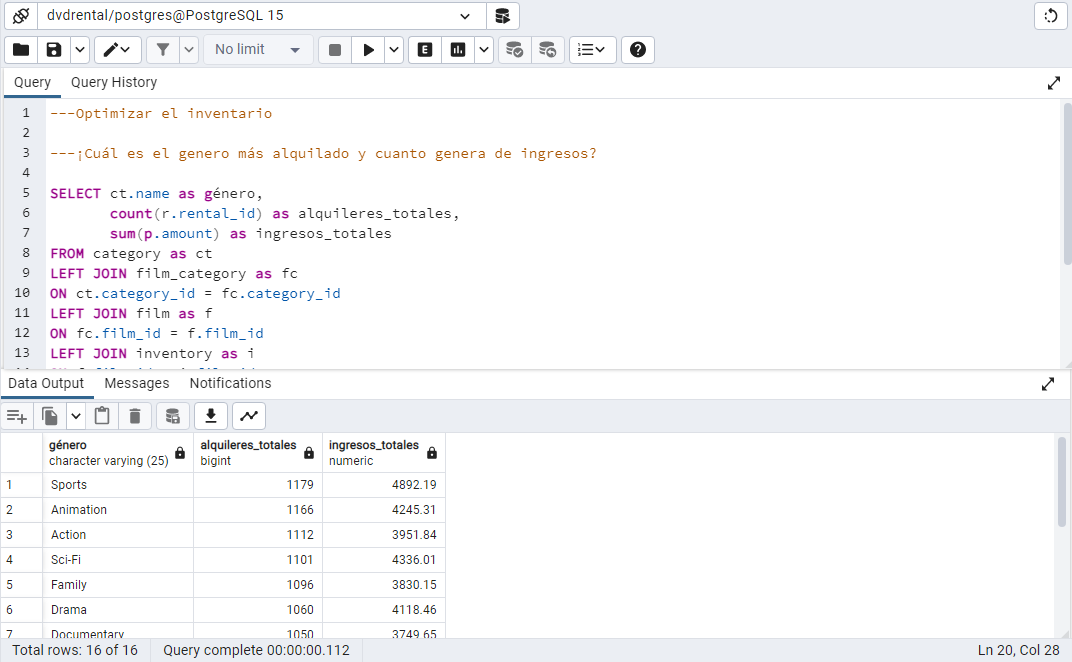 dvdrental/postgres@PostgreSQL 15
No limit
E
Query Query History
1 ---Optimizar el inventario
2
3 ---¡Cuál es el genero más alquilado y cuanto genera de ingresos?
4
5 SELECT ct.name as género,
6 count(r.rental_id) as alquileres_totales,
7 sum(p.amount) as ingresos_totales
8 FROM category as ct
9 LEFT JOIN film_category as fc
10 ON ct.category_id = fc.category_id
11 LEFT JOIN film as f
12 ON fc.film_id = f.film_id
13 LEFT JOIN inventory as i
Data Output Messages Notifications
género alquileres_totales ingresos_totales
character varying (25) bigint numeric
1 Sports 1179 4892.19
2 Animation 1166 4245.31
3 Action 1112 3951.84
4 Sci-Fi 1101 4336.01
5 Family 1096 3830.15
6 Drama 1060 4118.46
7 Documentary 1050 3749.65
Total rows: 16 of 16 Query complete 00:00:00.112 Ln 20, Col 28